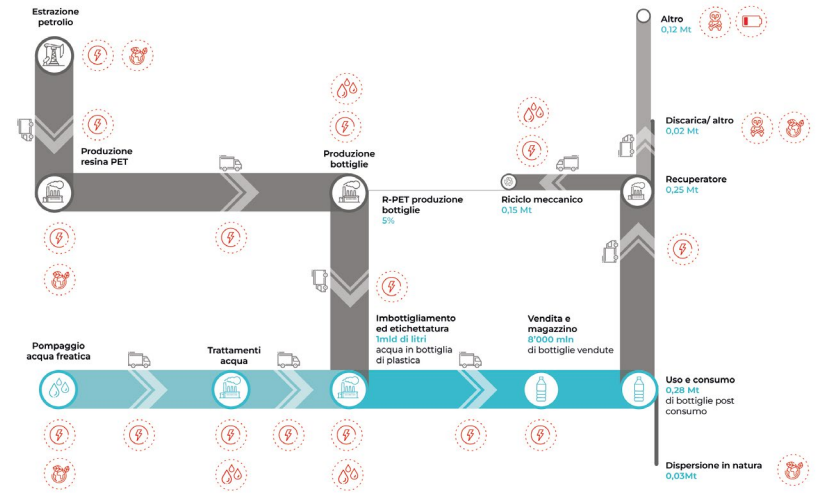 Estrazione
petrolio
Altro
0,12 Mt
Discarica/ altro
0,02 Mt
Produzione
resina PET
Produzione
bottiglie
Recuperatore
0,25 Mt
R-PET produzione
bottiglie
5%
Riciclo meccanico
0,15 Mt
Imbottigliamento
ed etichettatura
1mld di litri
acqua in bottiglia
di plastica
Vendita e
magazzino
8'000 mln
di bottiglie vendute
Pompaggio
acqua freatica
Trattamenti
acqua
Uso e consumo
0,28 Mt
di bottiglie post
consumo
Dispersione in natura
0,03Mt